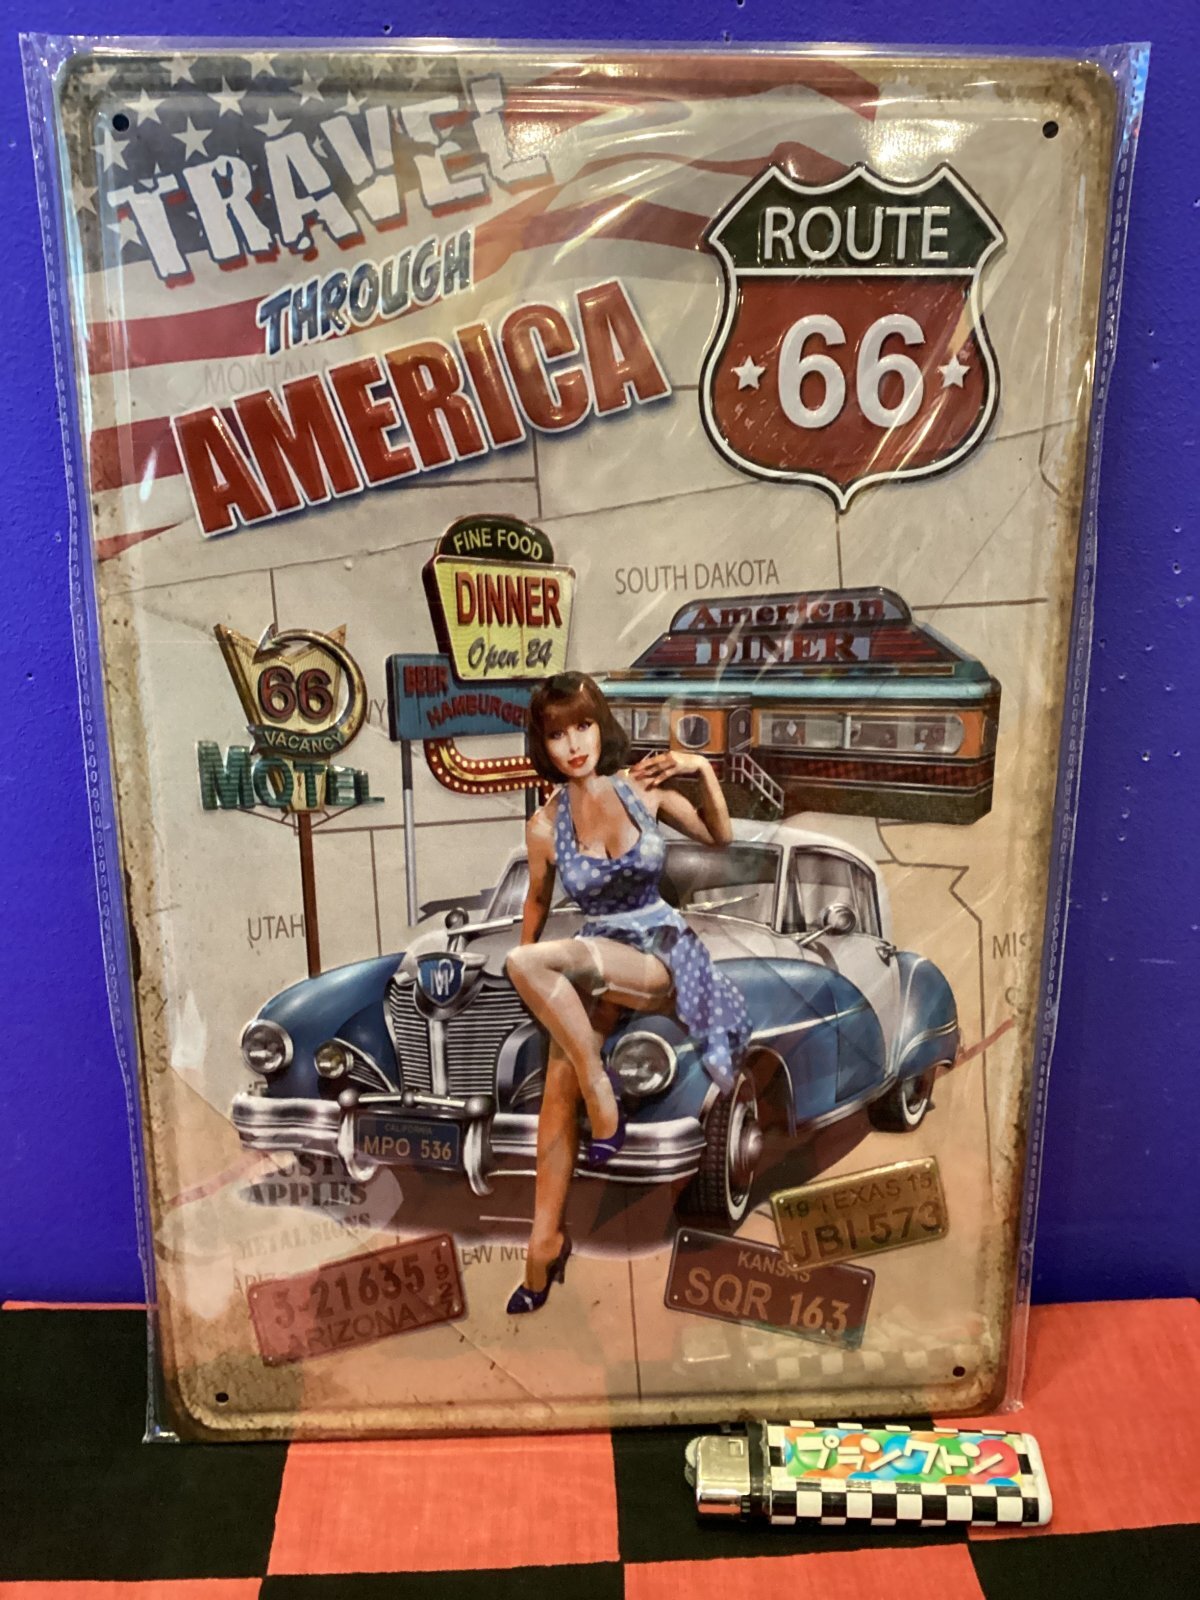 TRAVEL
THROUGH
AMERICA
ROUTE
66
MONTANA
SOUTH DAKOTA
FINE FOOD
DINNER
Open 24
BEER
HAMBURGER
American
DINER
66
VACANCY
MOTEL
UTAH
CALIFORNIA
MPO 536
APPLES
METAL SIGNS
3-21635
1927
ARIZONA
19 TEXAS 15
JBI·573
KANSAS
SQR 163
プランクトン